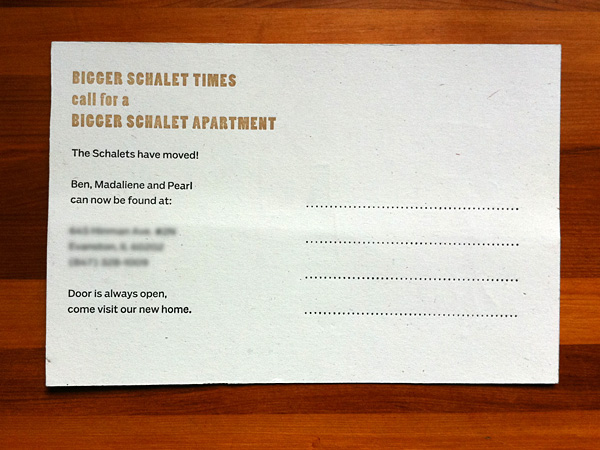 BIGGER SCHALET TIMES
call for a
BIGGER SCHALET APARTMENT
The Schalets have moved!
Ben, Madaliene and Pearl
can now be found at:
Door is always open,
come visit our new home.